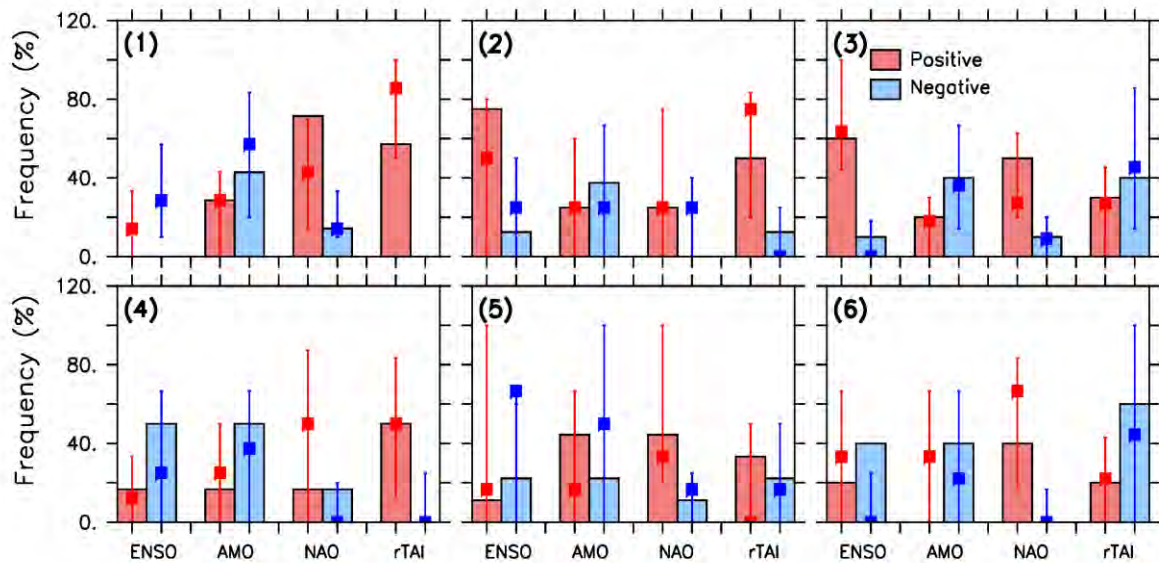 120.
(1)
(2)
(3)
Frequency (%)
Positive
Negative
80.
40.
0.
120.
(4)
(5)
(6)
Frequency (%)
80.
40.
0.
ENSO AMO NAO rTAI ENSO AMO NAO rTAI ENSO AMO NAO rTAI